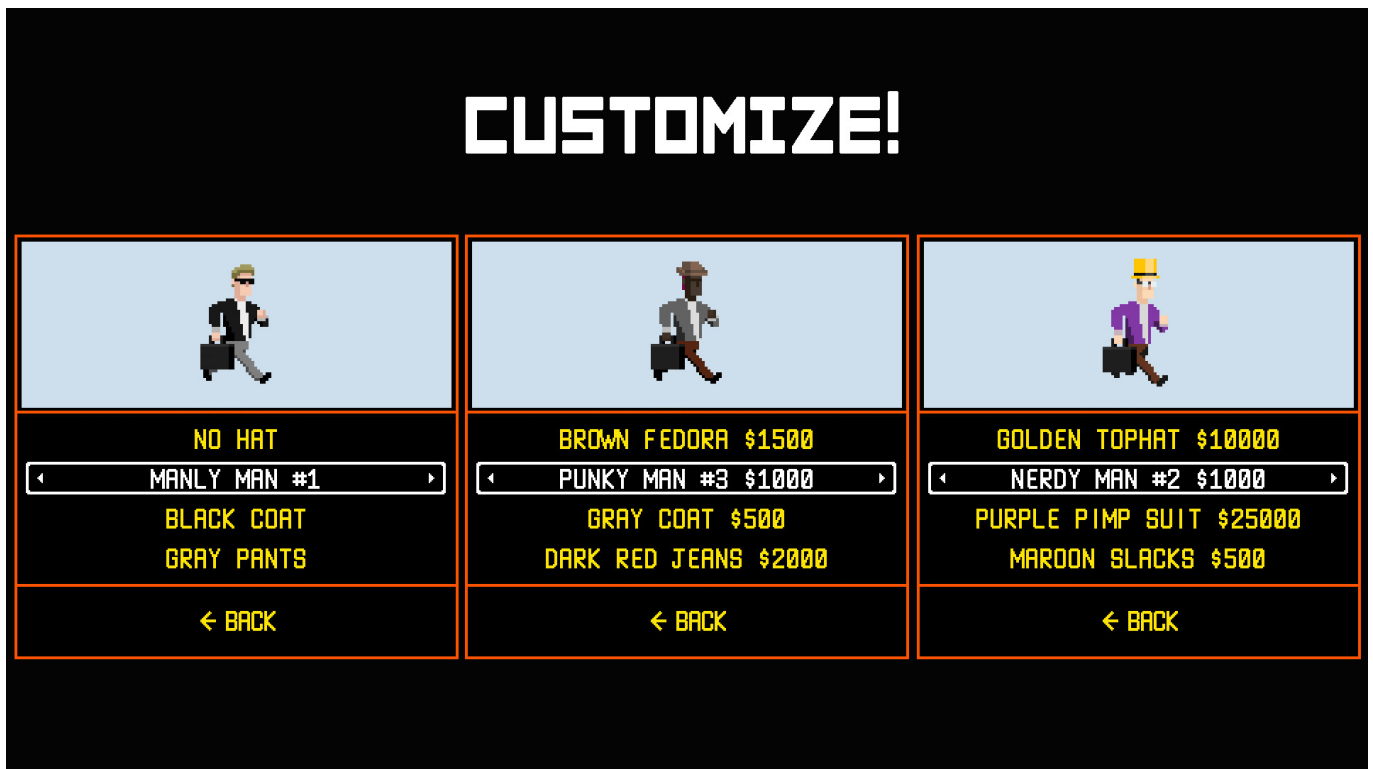 CUSTOMIZE!
NO HAT
MANLY MAN #1
BLACK COAT
GRAY PANTS
← BACK
BROWN FEDORA $1500
PUNKY MAN #3 $1000
GRAY COAT $500
DARK RED JEANS $2000
← BACK
GOLDEN TOPHAT $10000
NERDY MAN #2 $1000
PURPLE PIMP SUIT $25000
MAROON SLACKS $500
← BACK